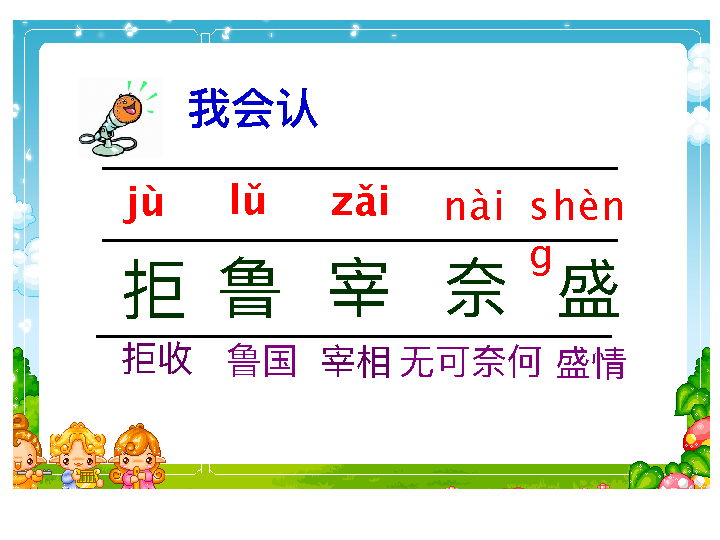 我会认
jù lǔ zǎi nài shèn
g
拒 鲁 宰 奈 盛
拒收 鲁国 宰相 无可奈何 盛情